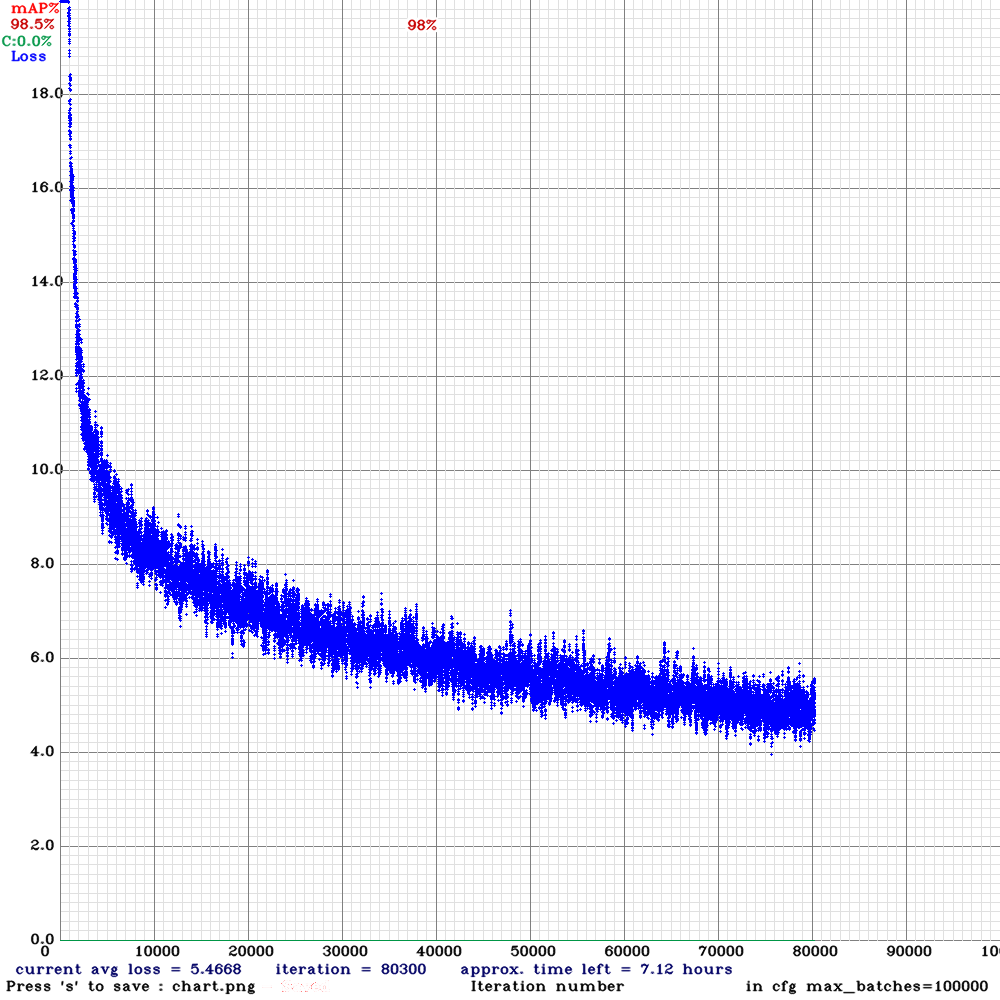 mAP%
98.5%
98%
C:0.0%
Loss
18.0
16.0
14.0
12.0
10.0
8.0
6.0
4.0
2.0
0.0
0 10000 20000 30000 40000 50000 60000 70000 80000 90000 100
current avg loss = 5.4668 iteration = 80300 approx. time left = 7.12 hours
Press 's' to save : chart.png Iteration number in cfg max_batches=100000